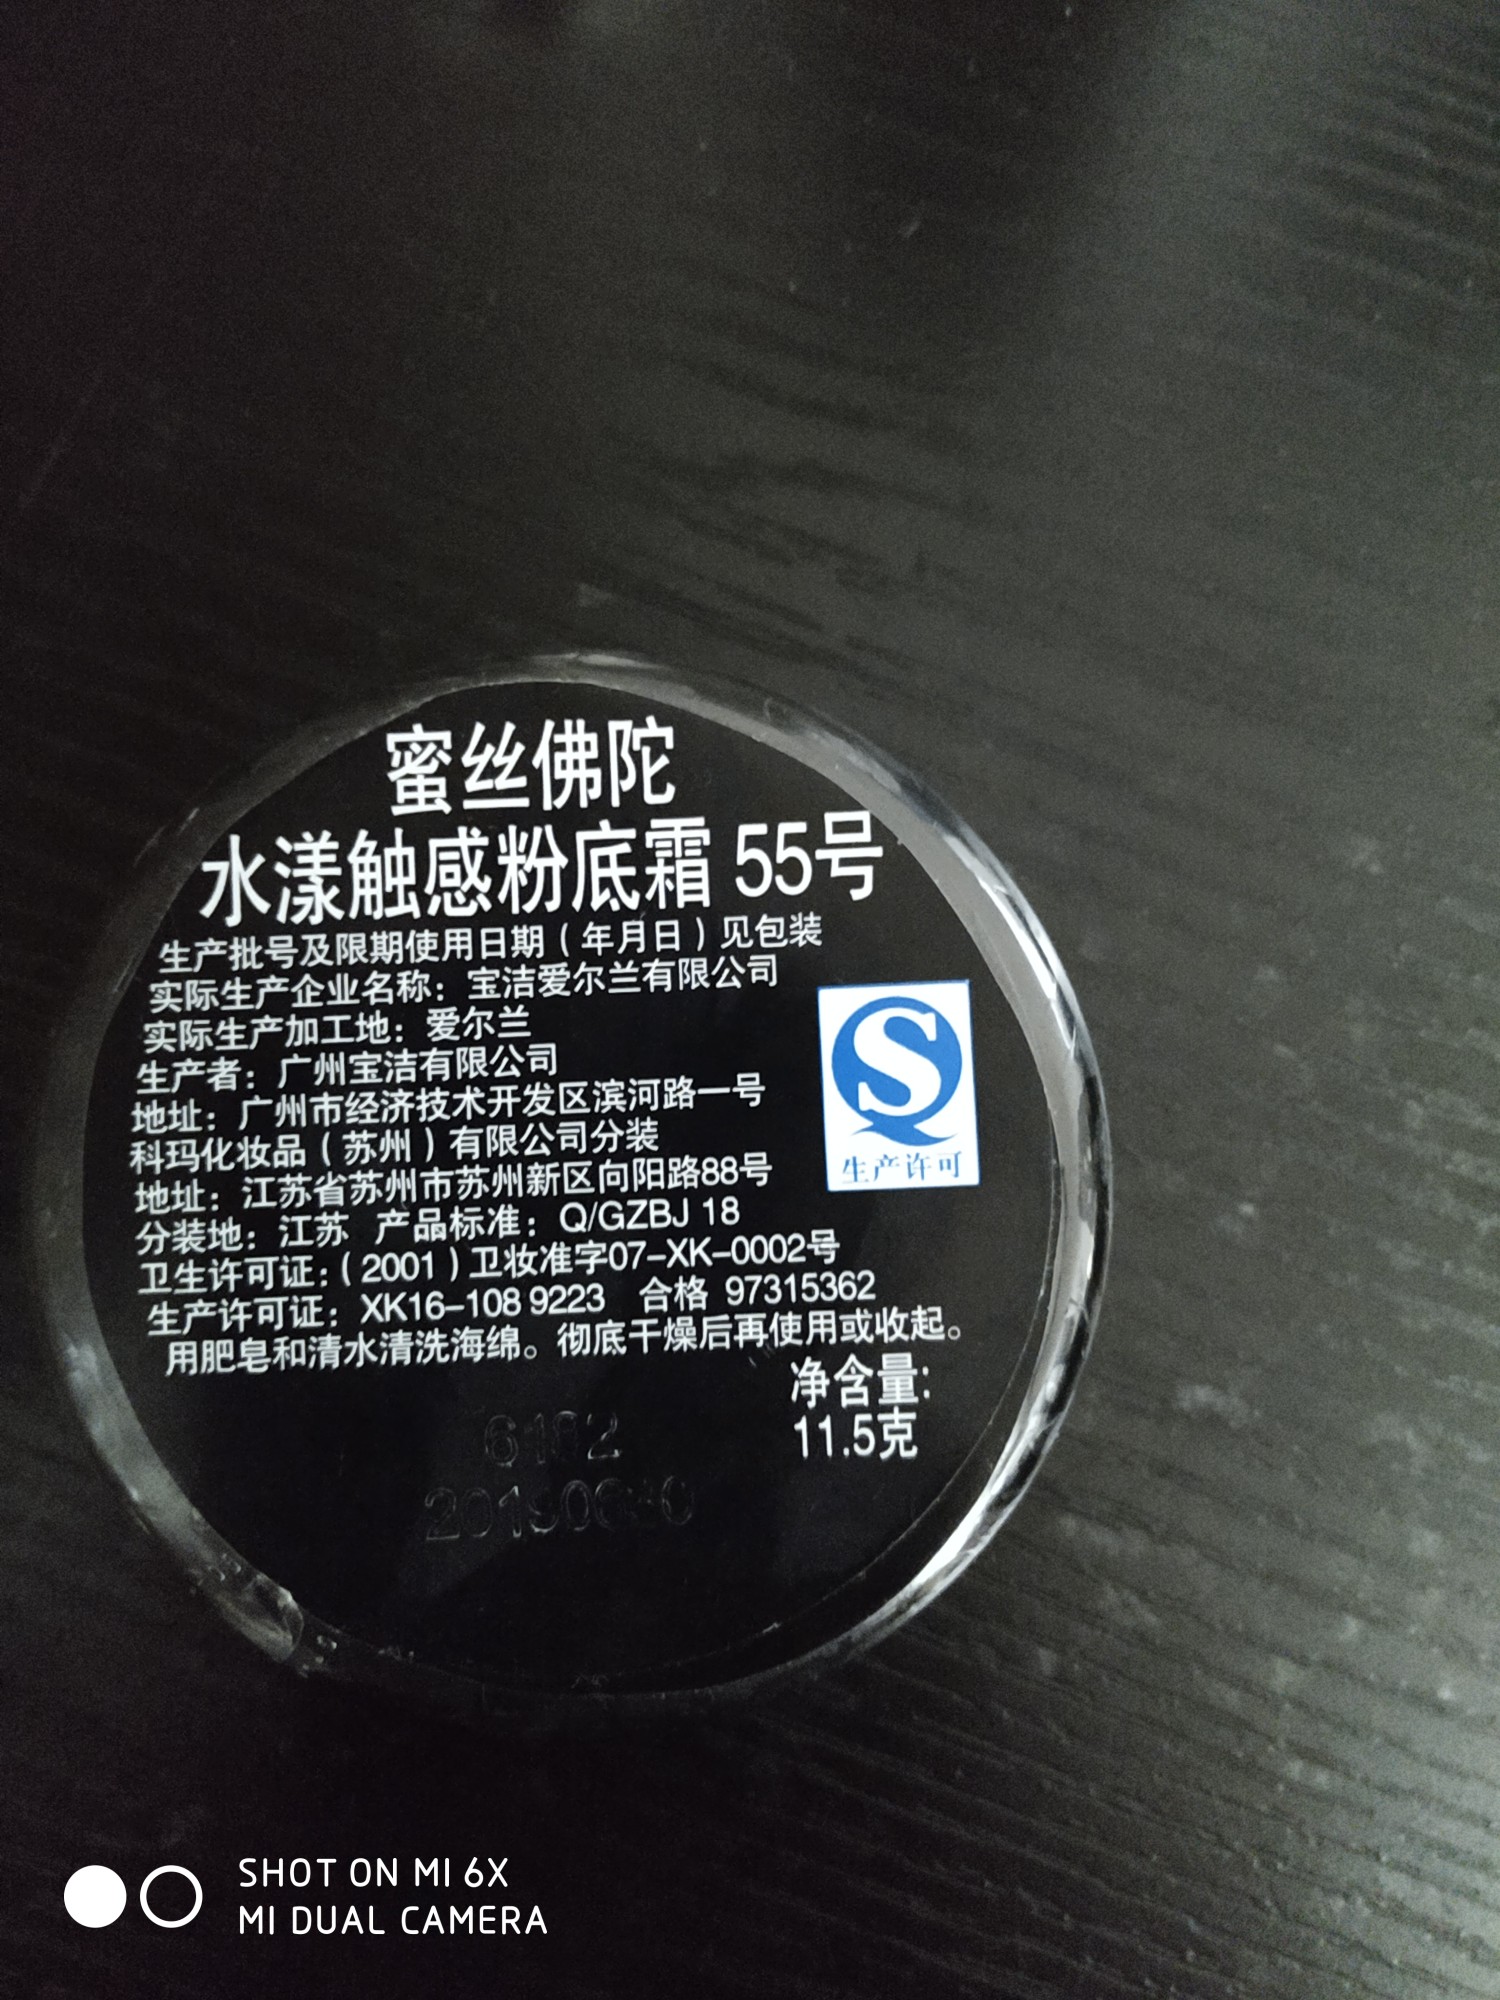 蜜丝佛陀
水漾触感粉底霜 55号
生产批号及限期使用日期(年月日)见包装
实际生产企业名称：宝洁爱尔兰有限公司
实际生产加工地：爱尔兰
生产者：广州宝洁有限公司
地址：广州市经济技术开发区滨河路一号
科玛化妆品(苏州)有限公司分装
地址：江苏省苏州市苏州新区向阳路88号
分装地：江苏 产品标准：Q/GZBJ 18
卫生许可证：(2001)卫妆准字07-XK-0002号
生产许可证：XK16-108 9223 合格 97315362
用肥皂和清水清洗海绵。彻底干燥后再使用或收起。
净含量:
11.5克
S
生产许可
SHOT ON MI 6X
MI DUAL CAMERA